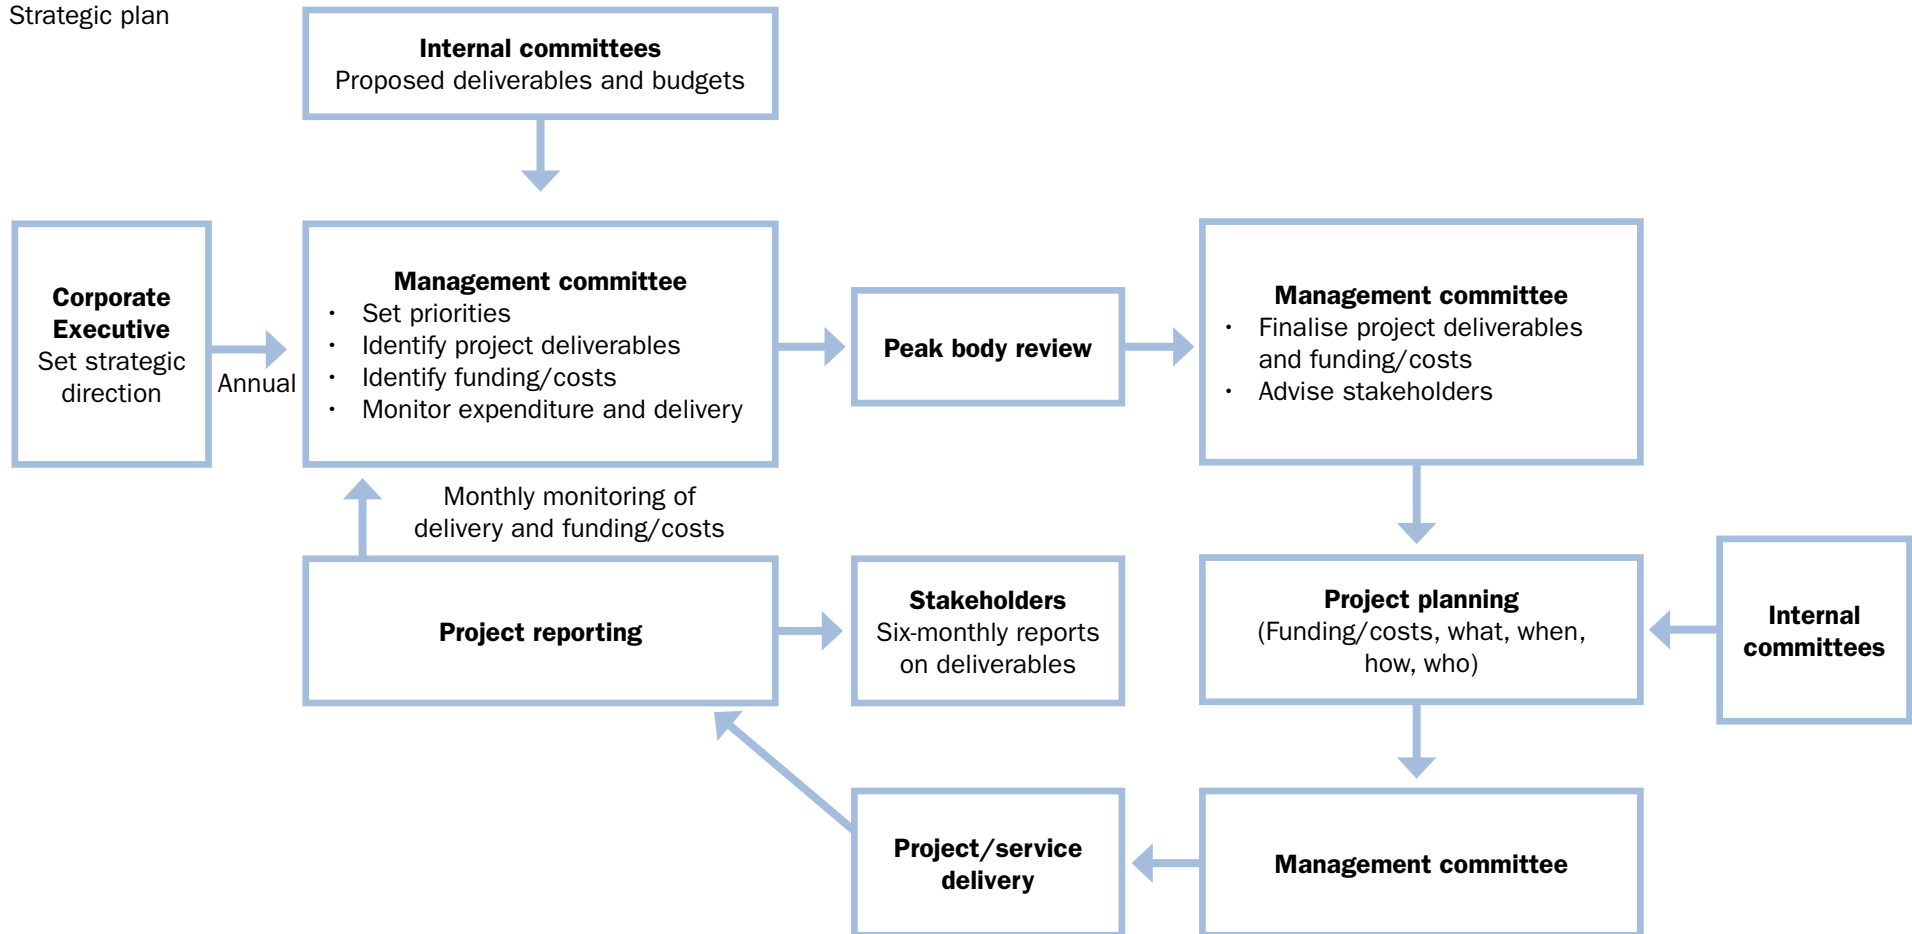 Strategic plan
Internal committees
Proposed deliverables and budgets
Corporate
Executive
Set strategic
direction
Annual
Management committee
· Set priorities
· Identify project deliverables
· Identify funding/costs
· Monitor expenditure and delivery
Peak body review
Management committee
· Finalise project deliverables
and funding/costs
· Advise stakeholders
Monthly monitoring of
delivery and funding/costs
Project reporting
Stakeholders
Six-monthly reports
on deliverables
Project planning
(Funding/costs, what, when,
how, who)
Internal
committees
Project/service
delivery
Management committee